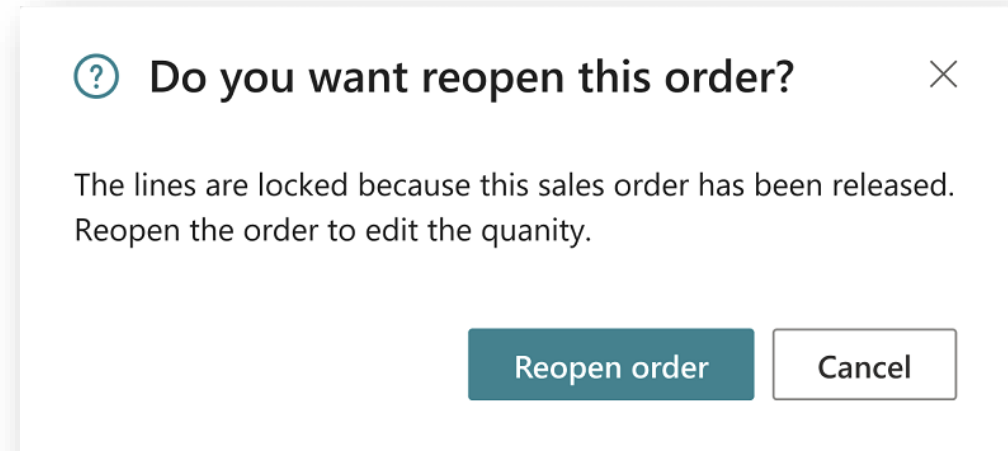 Do you want reopen this order?
The lines are locked because this sales order has been released.
Reopen the order to edit the quanity.
Reopen order
Cancel